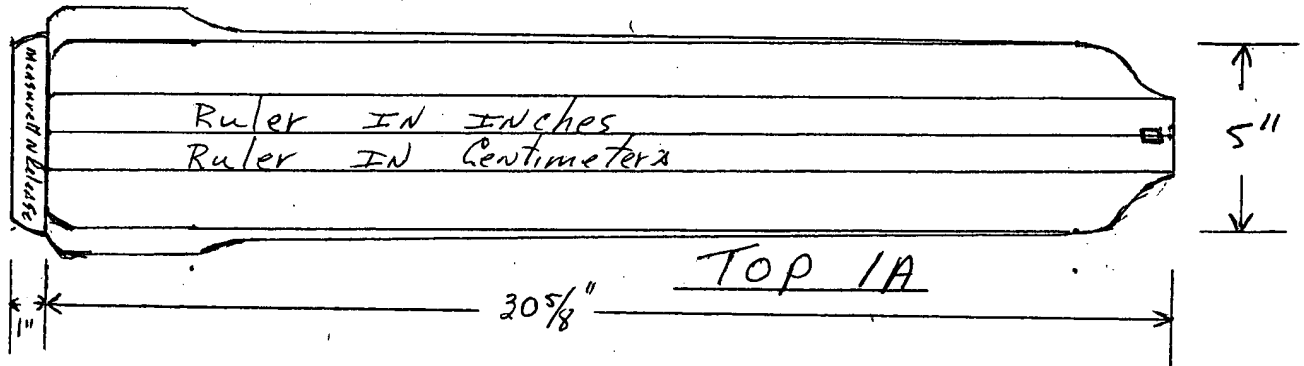 Measure N Release
Ruler IN INches
Ruler IN Centimeters
5"
TOP 1A
30 5/8"
1"